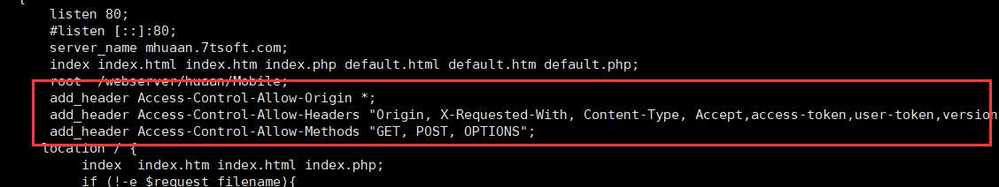 {
listen 80;
#listen [::]:80;
server_name mhuaan.7tsoft.com;
index index.html index.htm index.php default.html default.htm default.php;
root /webserver/huaan/Mobile;
add_header Access-Control-Allow-Origin *;
add_header Access-Control-Allow-Headers "Origin, X-Requested-With, Content-Type, Accept,access-token,user-token,version
add_header Access-Control-Allow-Methods "GET, POST, OPTIONS";
location / {
index index.htm index.html index.php;
if (!-e $request_filename){